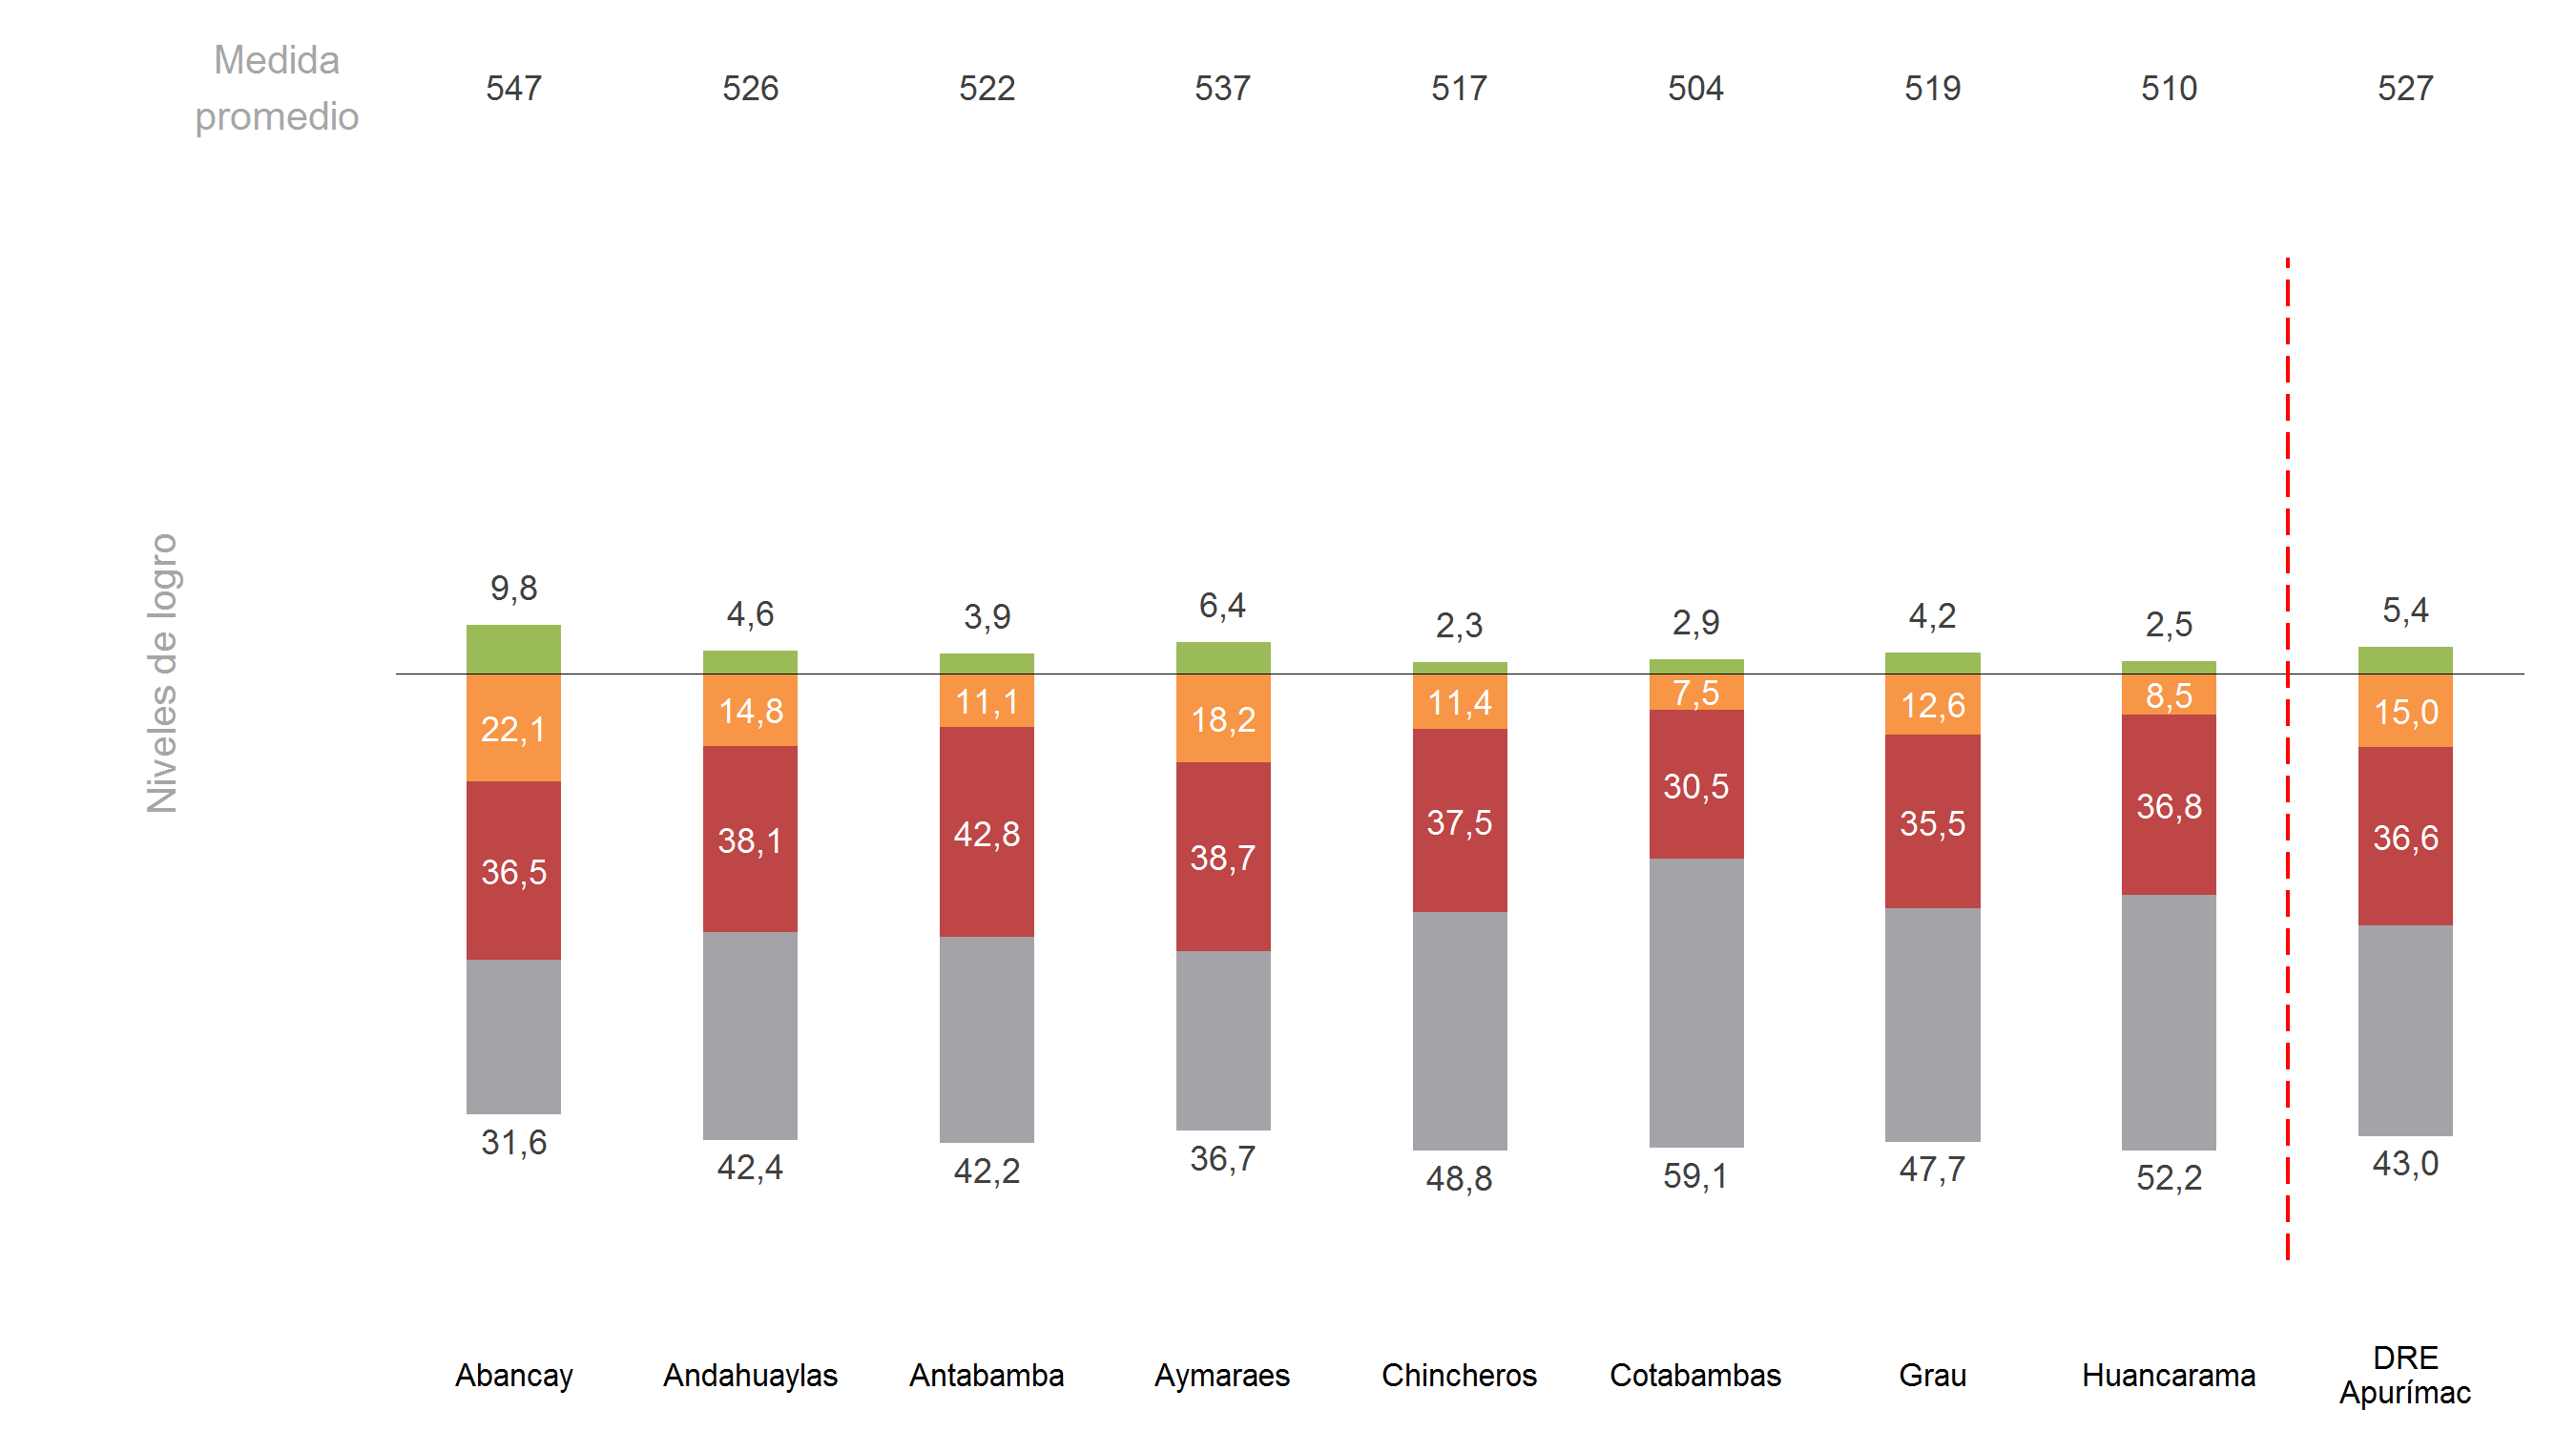 Medida
promedio
547 526 522 537 517 504 519 510 527
Niveles de logro
9,8 4,6 3,9 6,4 2,3 2,9 4,2 2,5 5,4
22,1 14,8 11,1 18,2 11,4 7,5 12,6 8,5 15,0
36,5 38,1 42,8 38,7 37,5 30,5 35,5 36,8 36,6
31,6 42,4 42,2 36,7 48,8 59,1 47,7 52,2 43,0
Abancay Andahuaylas Antabamba Aymaraes Chincheros Cotabambas Grau Huancarama DRE
Apurímac